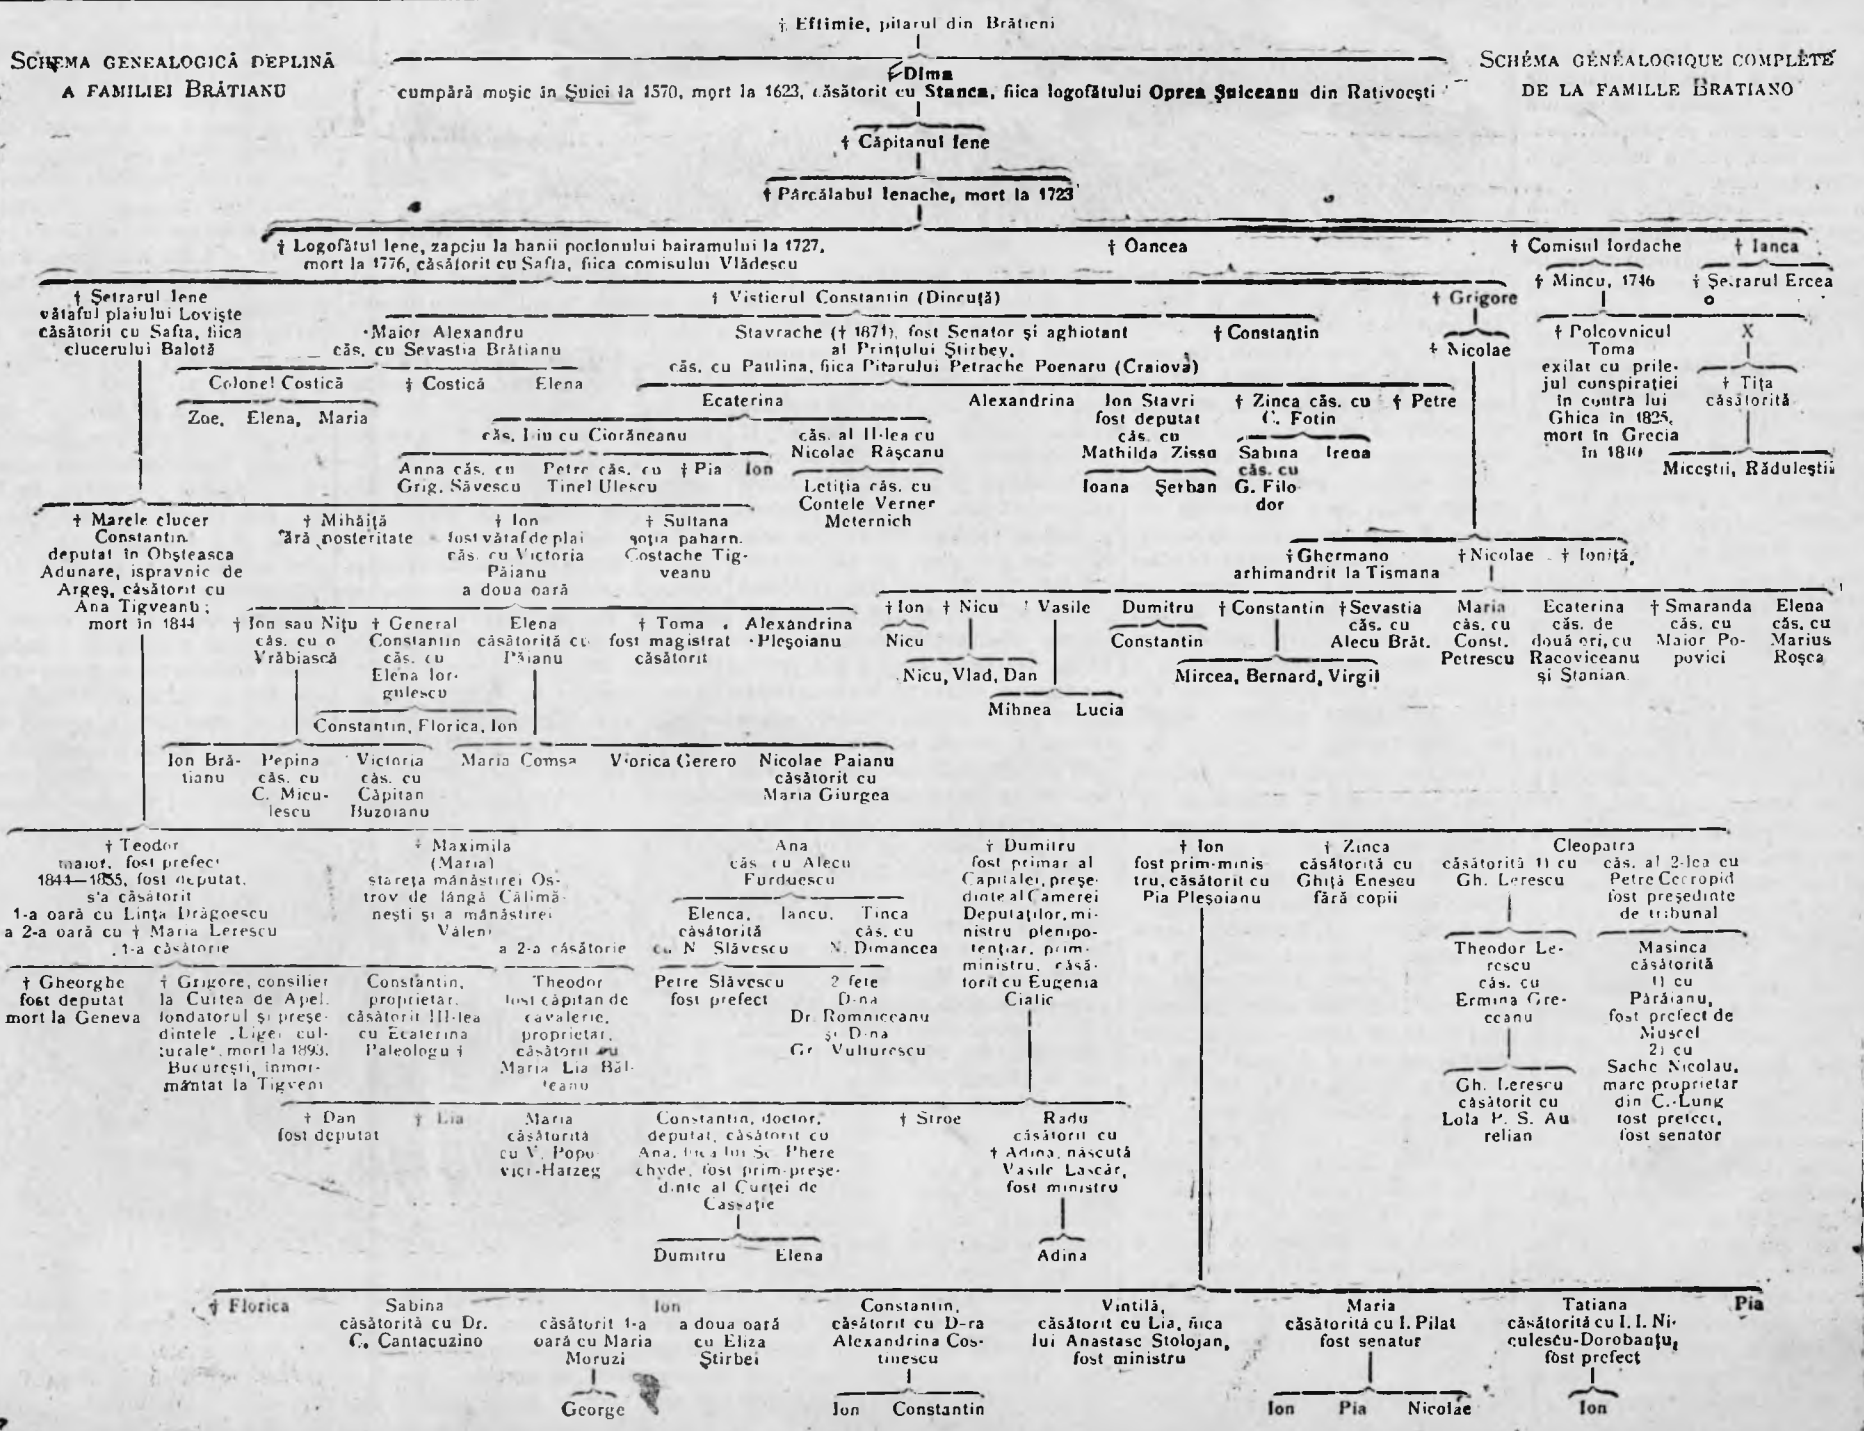 † Eftimie, pitarul din Brătieni
SCHEMA GENEALOGICĂ DEPLINĂ
A FAMILIEI BRĂTIANU
SCHÉMA GÉNÉALOGIQUE COMPLÈTE
DE LA FAMILLE BRATIANO
† Dima
cumpără moșie în Șuici la 1570, mort la 1623, căsătorit cu Stanca, fiica logofătului Oprea Șuiceanu din Rativoești
† Căpitanul Iene
† Pârcălabul Ienache, mort la 1723
† Logofătul Iene, zapciu la banii poclonului bairamului la 1727,
mort la 1776, căsătorit cu Safta, fiica comisului Vlădescu
† Oancea
† Comisul Iordache
† Ianca
† Mincu, 1746
† Șetrarul Ercea
† Șetrarul Iene
vătaful plaiului Loviște
căsătorit cu Safta, fiica
clucerului Balotă
† Vistierul Constantin (Dincuță)
† Grigore
Maior Alexandru
căs. cu Sevastia Brătianu
Stavrache († 1871), fost Senator și aghiotant
al Prințului Știrbey,
căs. cu Paulina, fiica Pitarului Petrache Poenaru (Craiova)
† Constantin
† Nicolae
† Polcovnicul
Toma
exilat cu prile-
jul conspirației
în contra lui
Ghica în 1825,
mort în Grecia
X
† Tița
căsătorită
Miceștii, Răduleștii
Colonel Costică
† Costică
Elena
Zoe, Elena, Maria
Ecaterina
Alexandrina
Ion Stavri
fost deputat
căs. cu
Mathilda Zissu
† Zinca căs. cu
C. Fotin
† Petre
căs. I-iu cu Ciorăneanu
căs. al II-lea cu
Nicolae Râșcanu
Sabina
căs. cu
G. Filo-
dor
Irena
Anna căs. cu
Grig. Săvescu
Petre căs. cu
Tinel Ulescu
† Pia
Ion
Letiția căs. cu
Contele Verner
Meternich
Ioana Șerban
† Marele clucer
Constantin
deputat în Obșteasca
Adunare, ispravnic de
Argeș, căsătorit cu
Ana Tigveanu;
mort în 1844
† Mihăiță
fără posteritate
† Ion
fost vătaf de plai
căs. cu Victoria
Păianu
a doua oară
† Sultana
soția paharn.
Costache Tig-
veanu
† Ghermano
arhimandrit la Tismana
† Nicolae
† Ioniță,
† Ion sau Nițu
căs. cu o
Vrăbiască
† General
Constantin
căs. cu
Elena Ior-
gulescu
Elena
căsătorită cu
Păianu
† Toma
fost magistrat
căsătorit
Alexandrina
Pleșoianu
† Ion
† Nicu
† Vasile
Dumitru
† Constantin
† Sevastia
căs. cu
Alecu Brăt.
Maria
căs. cu
Const.
Petrescu
Ecaterina
căs. de
două ori, cu
Racoviceanu
și Stanian
† Smaranda
căs. cu
Maior Po-
povici
Elena
căs. cu
Marius
Roșca
Nicu
Constantin
Nicu, Vlad, Dan
Mircea, Bernard, Virgil
Mihnea Lucia
Constantin, Florica, Ion
Ion Bră-
tianu
Pepina
căs. cu
C. Micu-
lescu
Victoria
căs. cu
Căpitan
Buzoianu
Maria Comsa
Viorica Gerero
Nicolae Paianu
căsătorit cu
Maria Giurgea
† Teodor
maior, fost prefect
1844—1855, fost deputat,
s'a căsătorit
1-a oară cu Lința Drăgoescu
a 2-a oară cu † Maria Lerescu
1-a căsătorie
a 2-a căsătorie
† Maximila
(Maria)
stareța mânăstirei Os-
trov de lângă Călimă-
nești și a mânăstirei
Văleni
Ana
căs. cu Alecu
Furduescu
† Dumitru
fost primar al
Capitalei, preșe-
dinte al Camerei
Deputaților, mi-
nistru plenipo-
tențiar, prim-
ministru, căsă-
torit cu Eugenia
Cialic
† Ion
fost prim-minis
tru, căsătorit cu
Pia Pleșoianu
† Zinca
căsătorită cu
Ghiță Enescu
fără copii
Cleopatra
căsătorită 1) cu
Gh. Lerescu
căs. al 2-lea cu
Petre Cecropid
fost președinte
de tribunal
Elenca,
căsătorită
cu N. Slăvescu
Iancu,
Tinca
căs. cu
N. Dimancea
Theodor Le-
rescu
căs. cu
Ermina Gre-
ceanu
Masinca
căsătorită
1) cu
Părăianu,
fost prefect de
Muscel
2) cu
Sache Nicolau,
mare proprietar
din C.-Lung
fost prefect,
fost senator
† Gheorghe
fost deputat
mort la Geneva
† Grigore, consilier
la Curtea de Apel,
fondatorul și preșe-
dintele „Ligei cul-
turale”, mort la 1893,
București, înmor-
mântat la Tigveni
Constantin,
proprietar,
căsătorit III-lea
cu Ecaterina
Paleologu †
Theodor
fost căpitan de
cavalerie,
proprietar,
căsătorit cu
Maria Lia Băl-
teanu
Petre Slăvescu
fost prefect
2 fete
D-na
Dr. Romniceanu
și D-na
Gr. Vulturescu
Gh. Lerescu
căsătorit cu
Lola P. S. Au
relian
† Dan
fost deputat
† Lia
Maria
căsătorită
cu V. Popo
vici-Hatzeg
Constantin, doctor,
deputat, căsătorit cu
Ana, fiica lui Sc. Phere
chyde, fost prim-preșe-
dinte al Curței de
Cassație
† Stroe
Radu
căsătorit cu
† Adina, născută
Vasile Lascăr,
fost ministru
Dumitru Elena
Adina
† Florica
Sabina
căsătorită cu Dr.
C. Cantacuzino
Ion
căsătorit 1-a
oară cu Maria
Moruzi
a doua oară
cu Eliza
Știrbei
Constantin,
căsătorit cu D-ra
Alexandrina Cos-
tinescu
Vintilă,
căsătorit cu Lia, fiica
lui Anastase Stolojan,
fost ministru
Maria
căsătorită cu I. Pilat
fost senatur
Tatiana
căsătorită cu I. I. Ni-
culescu-Dorobanțu,
fost prefect
Pia
George
Ion Constantin
Ion Pia Nicolae
Ion